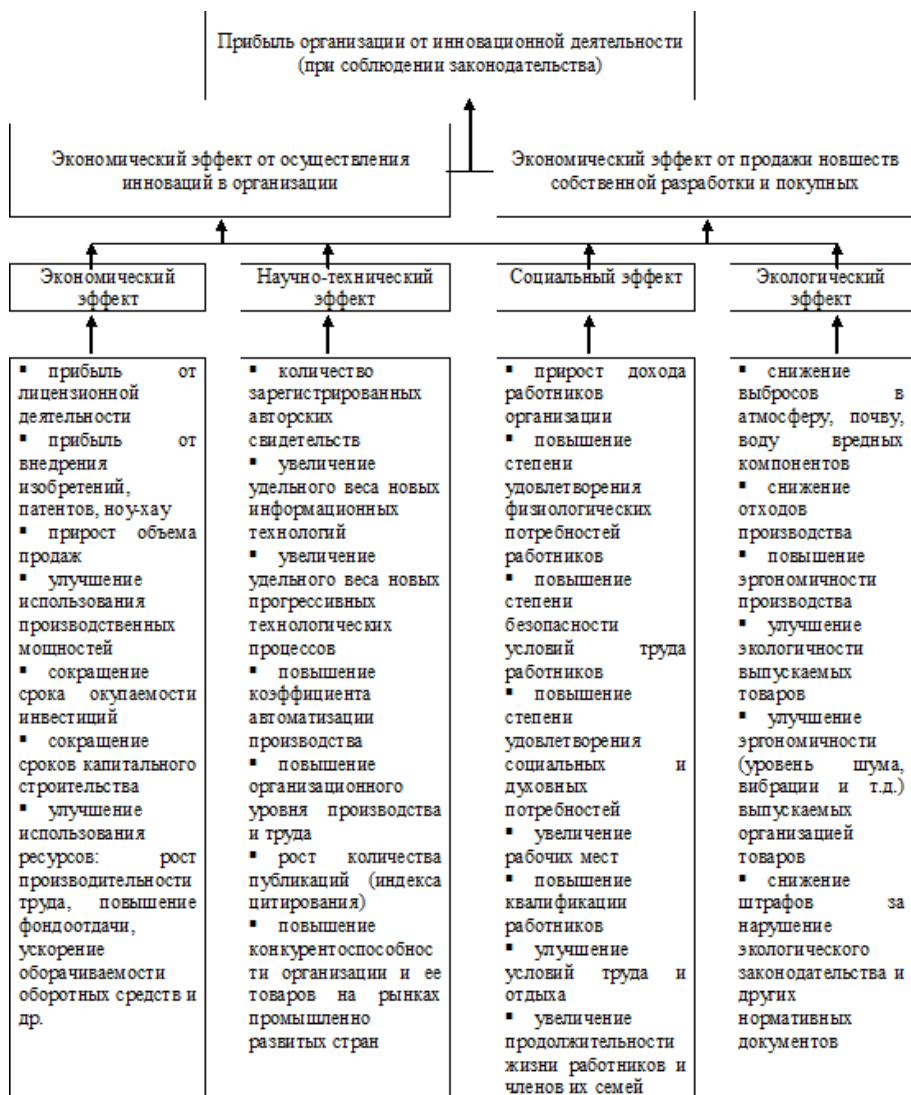 Прибыль организации от инновационной деятельности
(при соблюдении законодательства)
Экономический эффект от осуществления
инноваций в организации
Экономический эффект от продажи новшеств
собственной разработки и покупных
Экономический
эффект
Научно-технический
эффект
Социальный эффект
Экологический
эффект
▪ прибыль от
лицензионной
деятельности
▪ прибыль от
внедрения
изобретений,
патентов, ноу-хау
▪ прирост объема
продаж
▪ улучшение
использования
производственных
мощностей
▪ сокращение
срока окупаемости
инвестиций
▪ сокращение
сроков капитального
строительства
▪ улучшение
использования
ресурсов: рост
производительности
труда, повышение
фондоотдачи,
ускорение
оборачиваемости
оборотных средств и
др.
▪ количество
зарегистрированных
авторских
свидетельств
▪ увеличение
удельного веса новых
информационных
технологий
▪ увеличение
удельного веса новых
прогрессивных
технологических
процессов
▪ повышение
коэффициента
автоматизации
производства
▪ повышение
организационного
уровня производства
и труда
▪ рост количества
публикаций (индекса
цитирования)
▪ повышение
конкурентоспособнос
ти организации и ее
товаров на рынках
промышленно
развитых стран
▪ прирост дохода
работников
организации
▪ повышение
степени
удовлетворения
физиологических
потребностей
работников
▪ повышение
степени
безопасности
условий труда
работников
▪ повышение
степени
удовлетворения
социальных и
духовных
потребностей
▪ увеличение
рабочих мест
▪ повышение
квалификации
работников
▪ улучшение
условий труда и
отдыха
▪ увеличение
продолжительности
жизни работников и
членов их семей
▪ снижение
выбросов в
атмосферу, почву,
воду вредных
компонентов
▪ снижение
отходов
производства
▪ повышение
эргономичности
производства
▪ улучшение
экологичности
выпускаемых
товаров
▪ улучшение
эргономичности
(уровень шума,
вибрации и т.д.)
выпускаемых
организацией
товаров
▪ снижение
штрафов за
нарушение
экологического
законодательства и
других
нормативных
документов